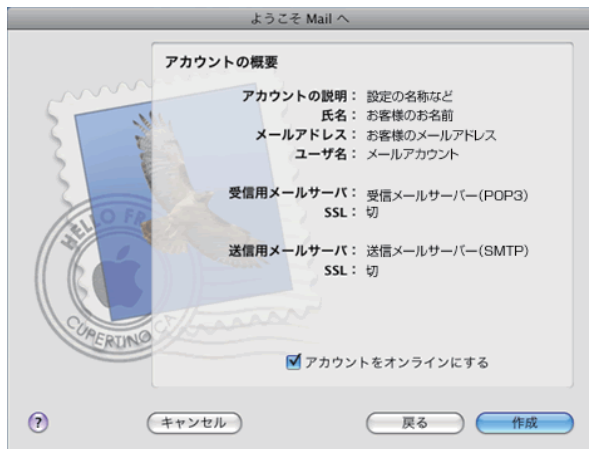 ようこそ Mail へ
アカウントの概要
アカウントの説明： 設定の名称など
氏名： お客様のお名前
メールアドレス： お客様のメールアドレス
ユーザ名： メールアカウント
受信用メールサーバ： 受信メールサーバー(POP3)
SSL： 切
送信用メールサーバ： 送信メールサーバー(SMTP)
SSL： 切
HELLO FR
CUPERTINO CA
アカウントをオンラインにする
?
キャンセル
戻る
作成